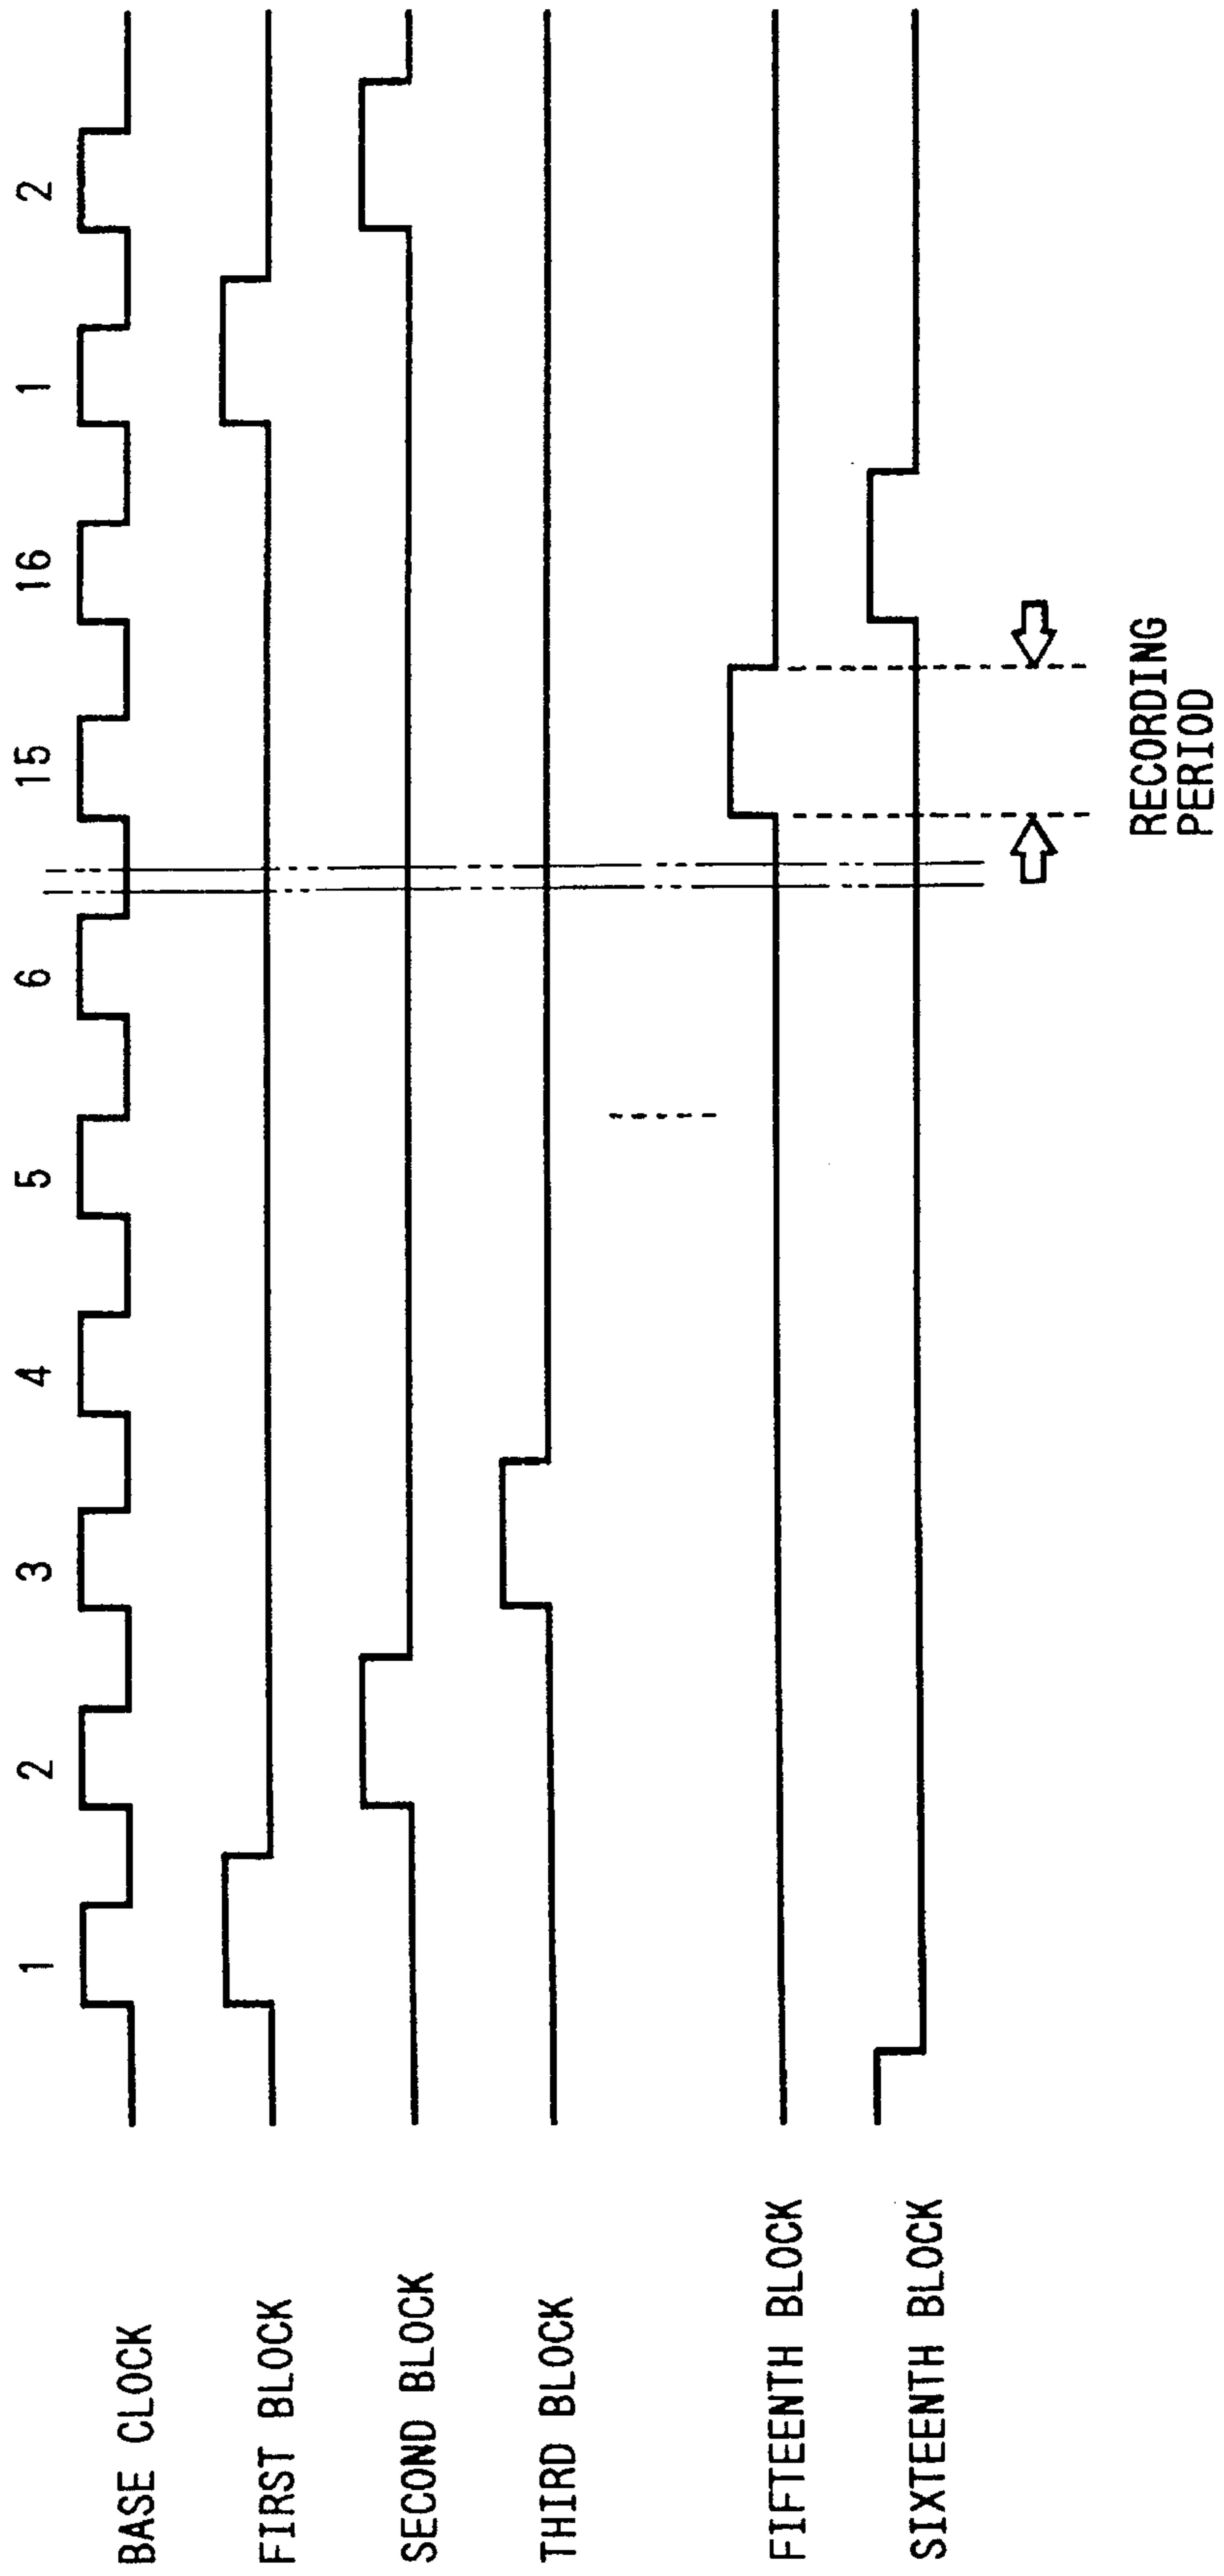 1 2 3 4 5 6 15 16 1 2
BASE CLOCK
FIRST BLOCK
SECOND BLOCK
THIRD BLOCK
FIFTEENTH BLOCK
SIXTEENTH BLOCK
RECORDING
PERIOD